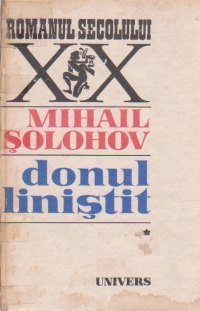 ROMANUL SECOLULUI
XX
MIHAIL
ŞOLOHOV
donul
liniştit
*
UNIVERS